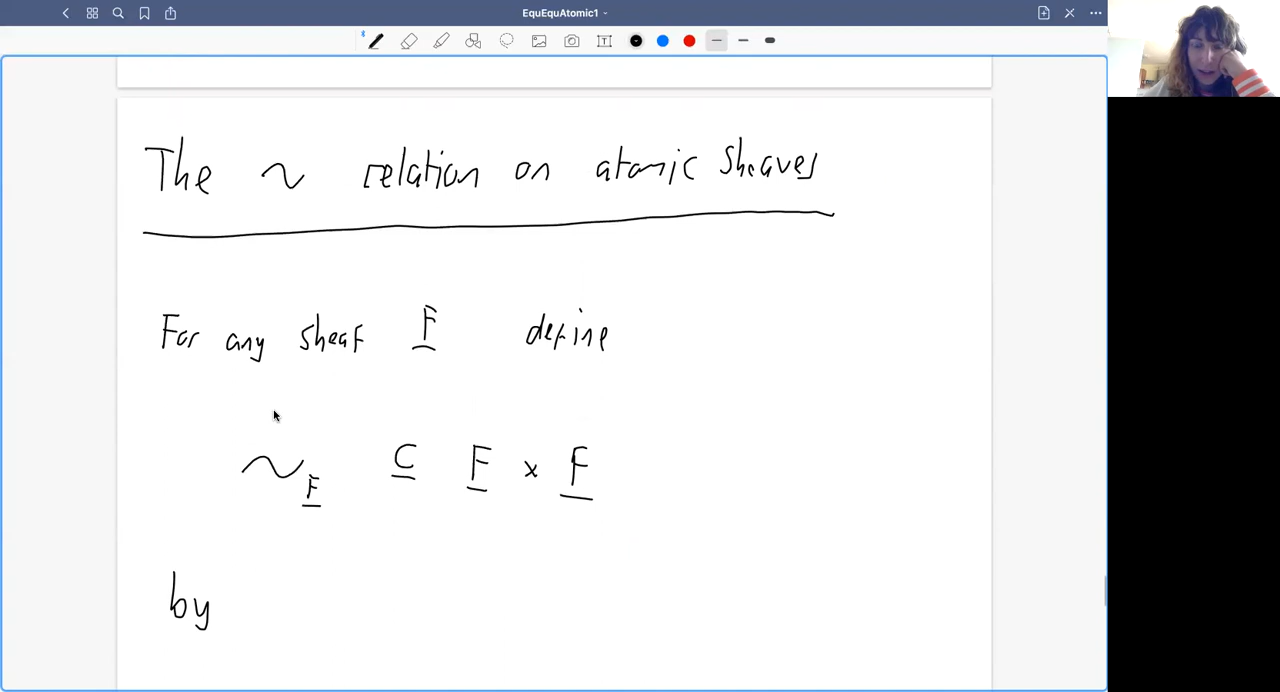 EquEquAtomic1
The ~ relation on atomic Sheaves
For any sheaf F define
~F ⊆ F × F
by